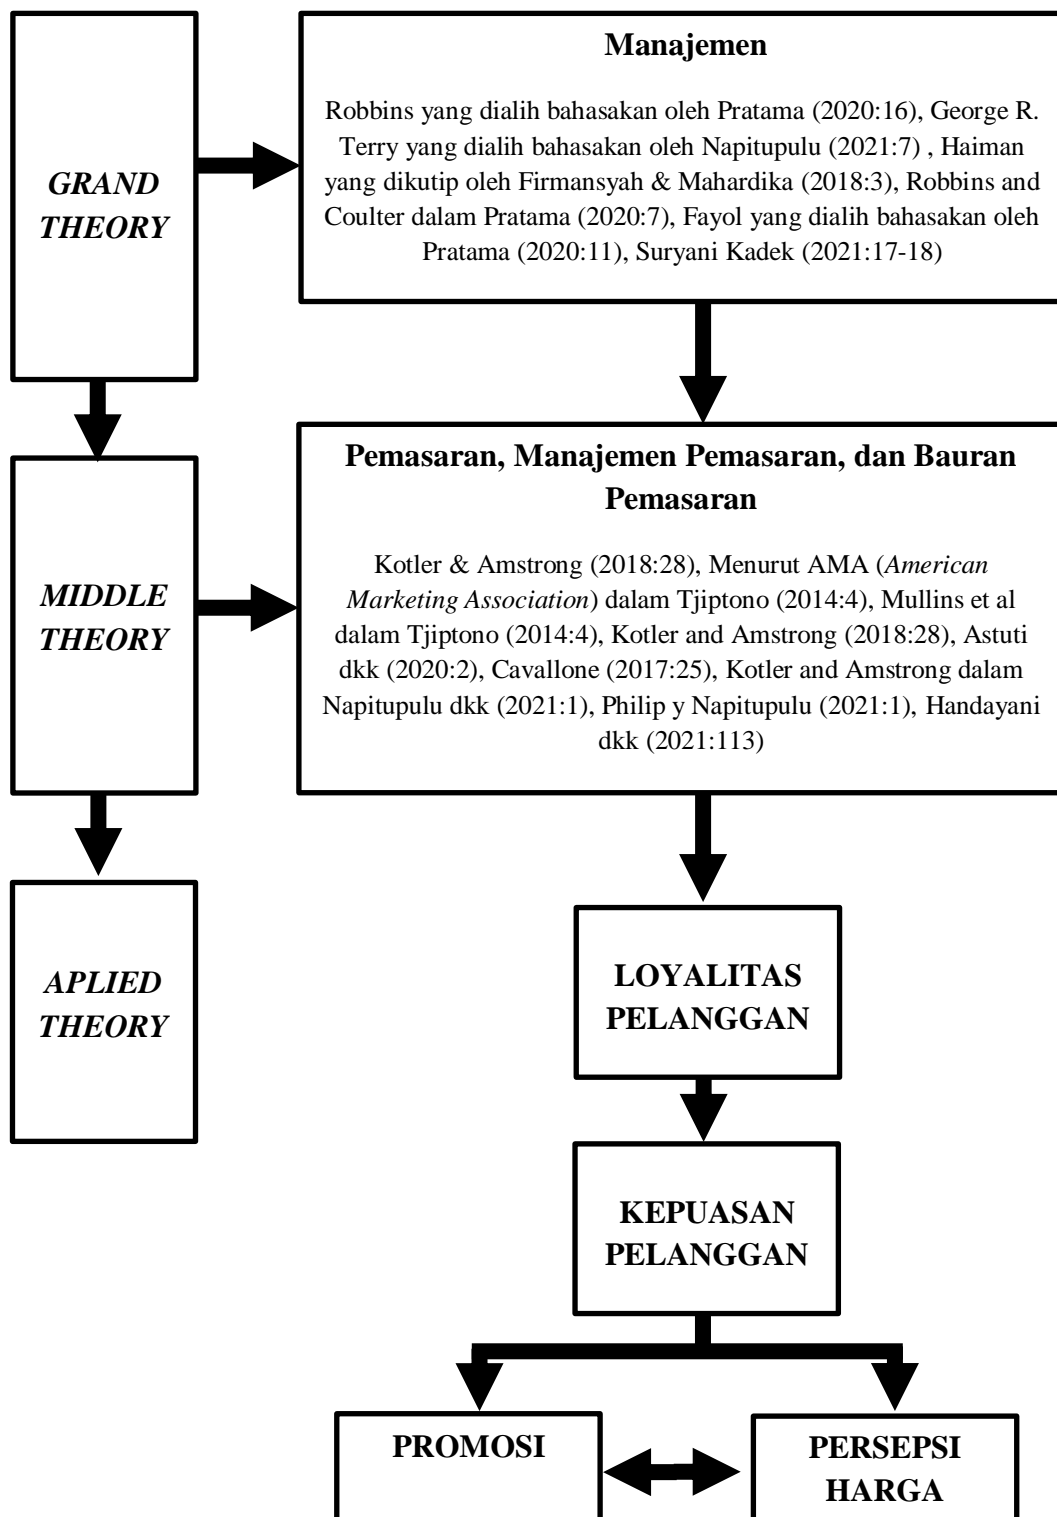 GRAND
THEORY
Manajemen
Robbins yang dialih bahasakan oleh Pratama (2020:16), George R.
Terry yang dialih bahasakan oleh Napitupulu (2021:7) , Haiman
yang dikutip oleh Firmansyah & Mahardika (2018:3), Robbins and
Coulter dalam Pratama (2020:7), Fayol yang dialih bahasakan oleh
Pratama (2020:11), Suryani Kadek (2021:17-18)
MIDDLE
THEORY
Pemasaran, Manajemen Pemasaran, dan Bauran
Pemasaran
Kotler & Amstrong (2018:28), Menurut AMA (American
Marketing Association) dalam Tjiptono (2014:4), Mullins et al
dalam Tjiptono (2014:4), Kotler and Amstrong (2018:28), Astuti
dkk (2020:2), Cavallone (2017:25), Kotler and Amstrong dalam
Napitupulu dkk (2021:1), Philip y Napitupulu (2021:1), Handayani
dkk (2021:113)
APLIED
THEORY
LOYALITAS
PELANGGAN
KEPUASAN
PELANGGAN
PROMOSI
PERSEPSI
HARGA